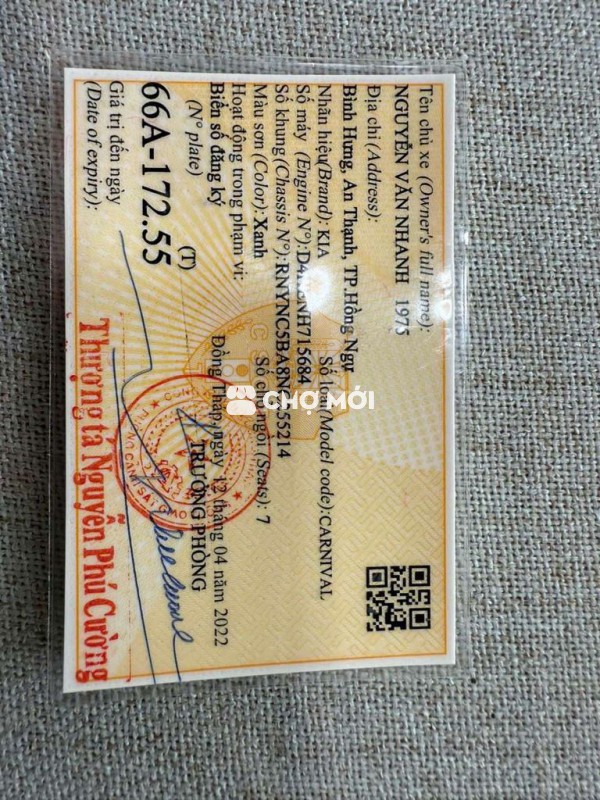 Tên chủ xe (Owner's full name):
NGUYỄN VĂN NHANH 1975
Địa chỉ (Address):
Bình Hưng, An Thạnh, TP.Hồng Ngự
Nhãn hiệu(Brand): KIA Số loại (Model code):CARNIVAL
Số máy (Engine N°): NH715684
Số khung(Chassis N°):RNYNC5BA8N 55214
Màu sơn (Color): Xanh Số chỗ ngồi (Seats): 7
Hoạt động trong phạm vi:
Biển số đăng ký
(N° plate)
Đồng Tháp, ngày 12 tháng 04 năm 2022
TRƯỞNG PHÒNG
66A-172.55
(T)
Giá trị đến ngày
(Date of expiry):
Thượng tá Nguyễn Phú Cường
CHỢ MỚI